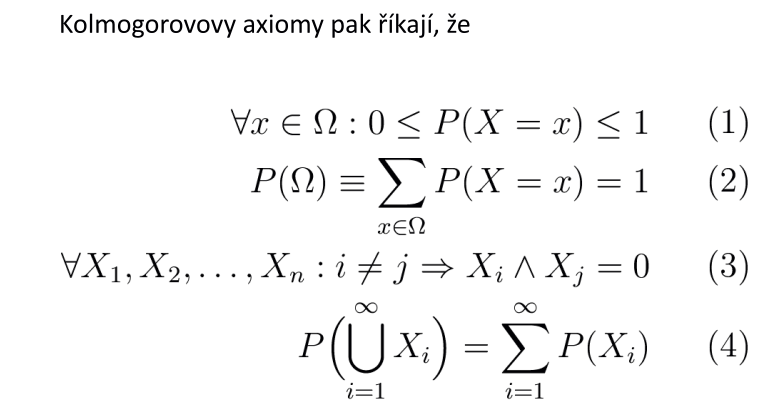 Kolmogorovovy axiomy pak říkají, že
∀x ∈ Ω : 0 ≤ P(X = x) ≤ 1 (1)
P(Ω) ≡ ∑_{x∈Ω} P(X = x) = 1 (2)
∀X₁, X₂, . . . , Xₙ : i ≠ j ⇒ Xᵢ ∧ Xⱼ = 0 (3)
P(⋃_{i=1}^{∞} Xᵢ) = ∑_{i=1}^{∞} P(Xᵢ) (4)